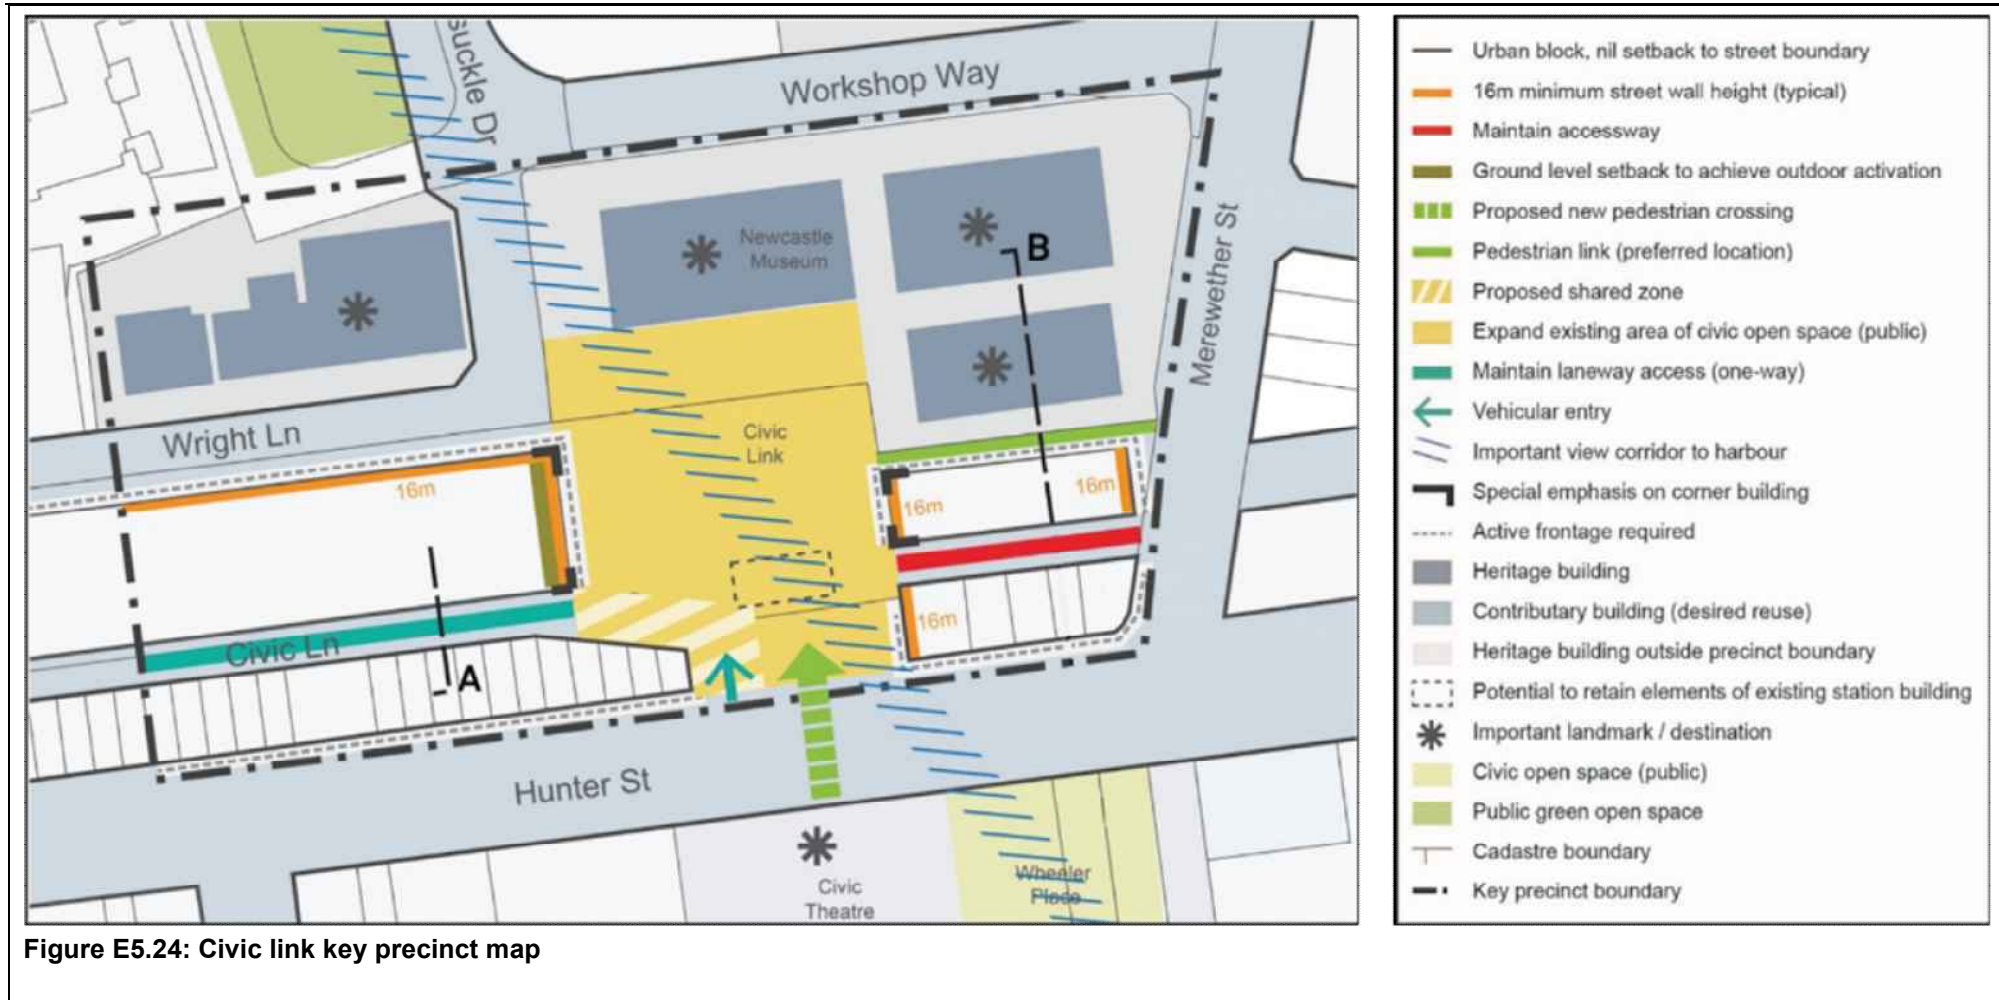 suckle Dr
Workshop Way
Newcastle
Museum
B
Merewether St
Wright Ln
Civic
Link
16m
16m
16m
16m
Civic Ln
A
Hunter St
Civic
Theatre
Wheeler
Place
Urban block, nil setback to street boundary
16m minimum street wall height (typical)
Maintain accessway
Ground level setback to achieve outdoor activation
Proposed new pedestrian crossing
Pedestrian link (preferred location)
Proposed shared zone
Expand existing area of civic open space (public)
Maintain laneway access (one-way)
Vehicular entry
Important view corridor to harbour
Special emphasis on corner building
Active frontage required
Heritage building
Contributary building (desired reuse)
Heritage building outside precinct boundary
Potential to retain elements of existing station building
Important landmark / destination
Civic open space (public)
Public green open space
Cadastre boundary
Key precinct boundary
Figure E5.24: Civic link key precinct map